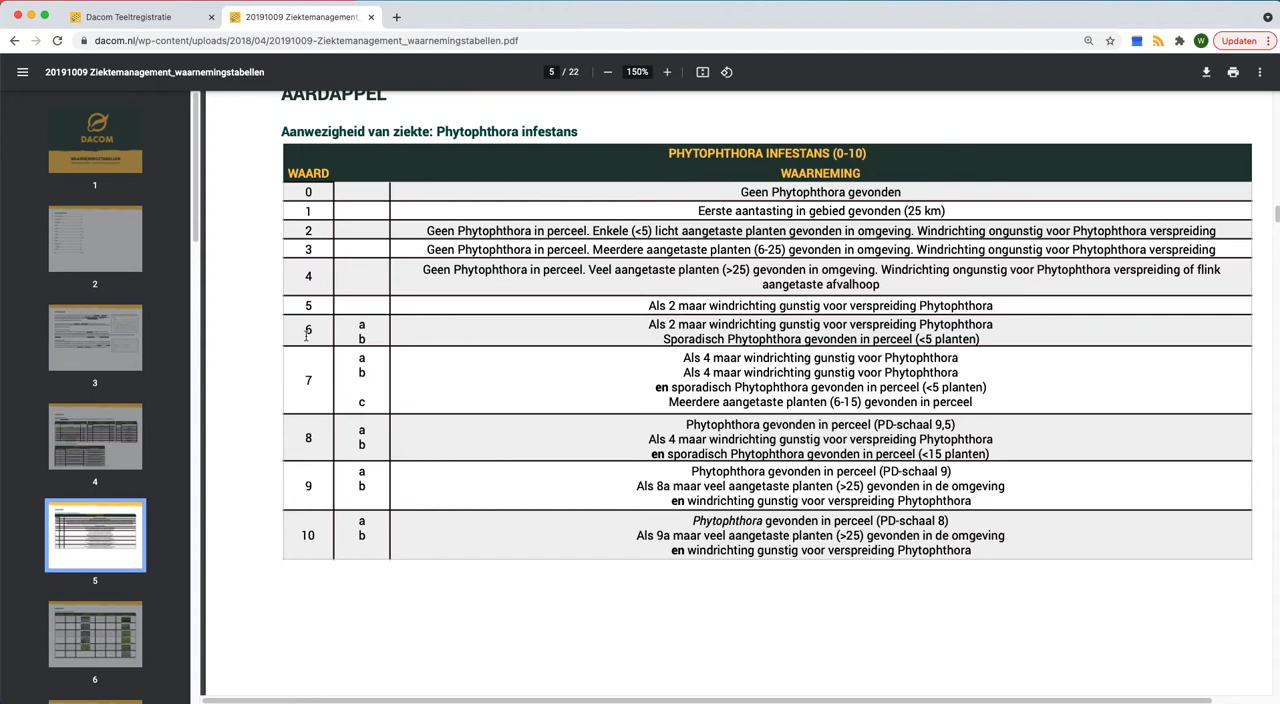 Dacom Teeltregistratie
20191009 Ziektemanagement_
dacom.nl/wp-content/uploads/2018/04/20191009-Ziektemanagement_waarnemingstabellen.pdf
W
Updaten
20191009 Ziektemanagement_waarnemingstabellen
5 / 22
150%
DACOM
WAARNEMINGSTABELLEN
1
2
3
4
5
6
AARDAPPEL
Aanwezigheid van ziekte: Phytophthora infestans
PHYTOPHTHORA INFESTANS (0-10)
WAARD WAARNEMING
0 Geen Phytophthora gevonden
1 Eerste aantasting in gebied gevonden (25 km)
2 Geen Phytophthora in perceel. Enkele (<5) licht aangetaste planten gevonden in omgeving. Windrichting ongunstig voor Phytophthora verspreiding
3 Geen Phytophthora in perceel. Meerdere aangetaste planten (6-25) gevonden in omgeving. Windrichting ongunstig voor Phytophthora verspreiding
4 Geen Phytophthora in perceel. Veel aangetaste planten (>25) gevonden in omgeving. Windrichting ongunstig voor Phytophthora verspreiding of flink
aangetaste afvalhoop
5 Als 2 maar windrichting gunstig voor verspreiding Phytophthora
6 a Als 2 maar windrichting gunstig voor verspreiding Phytophthora
b Sporadisch Phytophthora gevonden in perceel (<5 planten)
7 a Als 4 maar windrichting gunstig voor Phytophthora
b Als 4 maar windrichting gunstig voor Phytophthora
en sporadisch Phytophthora gevonden in perceel (<5 planten)
c Meerdere aangetaste planten (6-15) gevonden in perceel
8 a Phytophthora gevonden in perceel (PD-schaal 9,5)
b Als 4 maar windrichting gunstig voor verspreiding Phytophthora
en sporadisch Phytophthora gevonden in perceel (<15 planten)
9 a Phytophthora gevonden in perceel (PD-schaal 9)
b Als 8a maar veel aangetaste planten (>25) gevonden in de omgeving
en windrichting gunstig voor verspreiding Phytophthora
10 a Phytophthora gevonden in perceel (PD-schaal 8)
b Als 9a maar veel aangetaste planten (>25) gevonden in de omgeving
en windrichting gunstig voor verspreiding Phytophthora